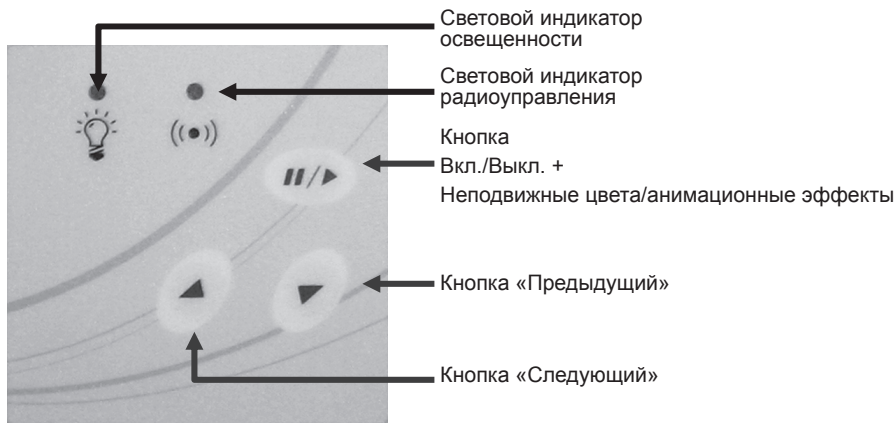 Световой индикатор
освещенности
Световой индикатор
радиоуправления
Кнопка
Вкл./Выкл. +
Неподвижные цвета/анимационные эффекты
Кнопка «Предыдущий»
Кнопка «Следующий»